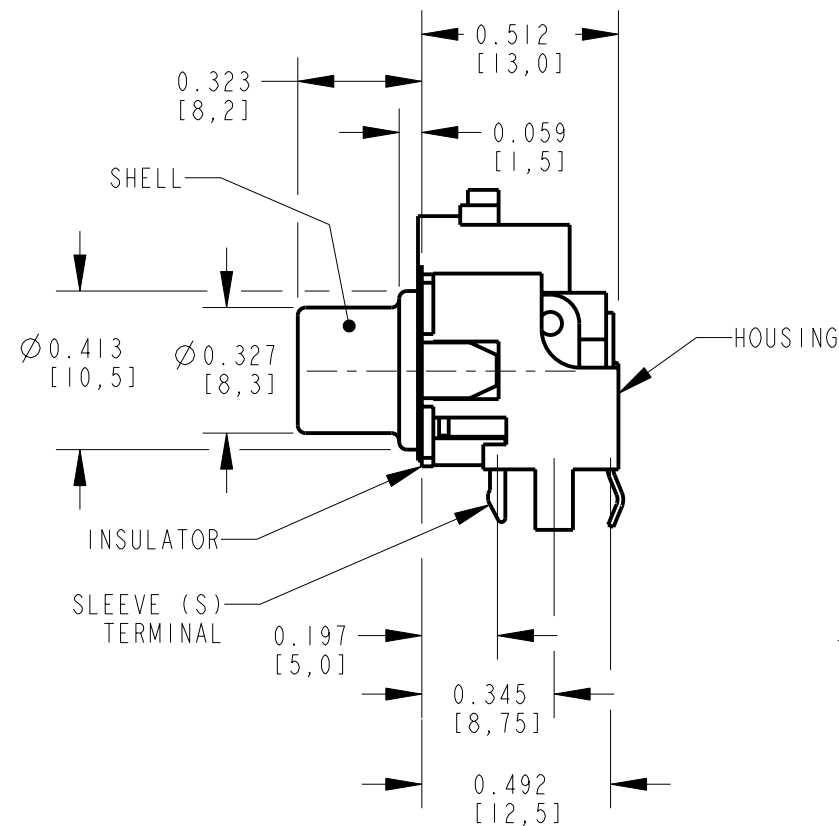 0.512
[13,0]
0.323
[8,2]
0.059
[1,5]
SHELL
HOUSING
Ø0.413
[10,5]
Ø0.327
[8,3]
INSULATOR
SLEEVE (S)
TERMINAL
0.197
[5,0]
0.345
[8,75]
0.492
[12,5]